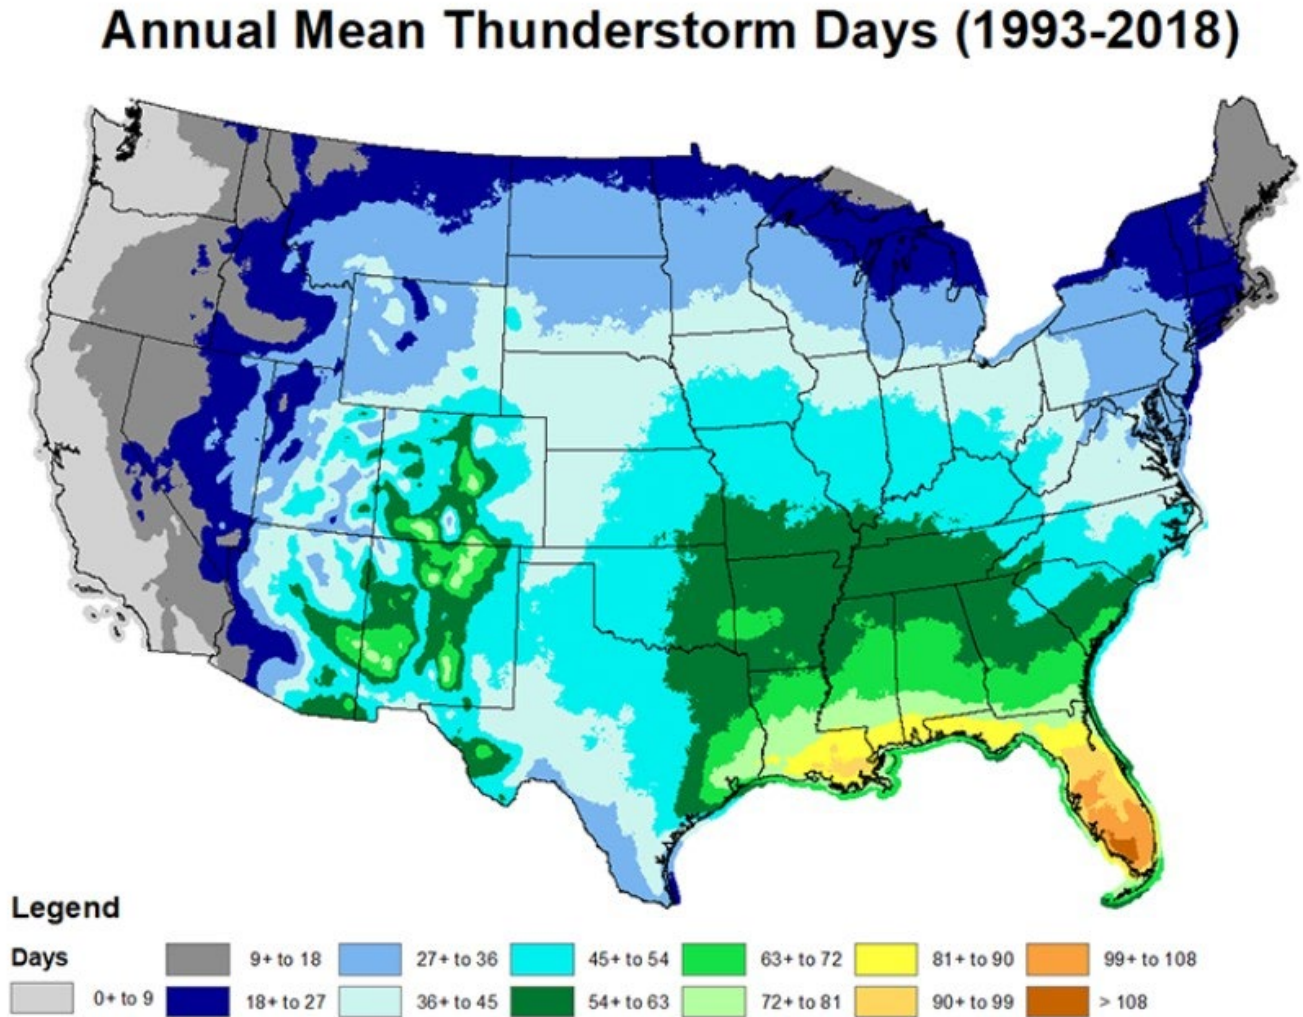 Annual Mean Thunderstorm Days (1993-2018)
Legend
Days
9+ to 18
27+ to 36
45+ to 54
63+ to 72
81+ to 90
99+ to 108
0+ to 9
18+ to 27
36+ to 45
54+ to 63
72+ to 81
90+ to 99
> 108